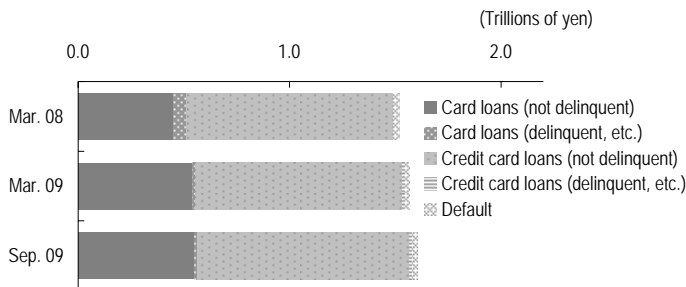 (Trillions of yen)
0.0 1.0 2.0
Mar. 08
Mar. 09
Sep. 09
Card loans (not delinquent)
Card loans (delinquent, etc.)
Credit card loans (not delinquent)
Credit card loans (delinquent, etc.)
Default